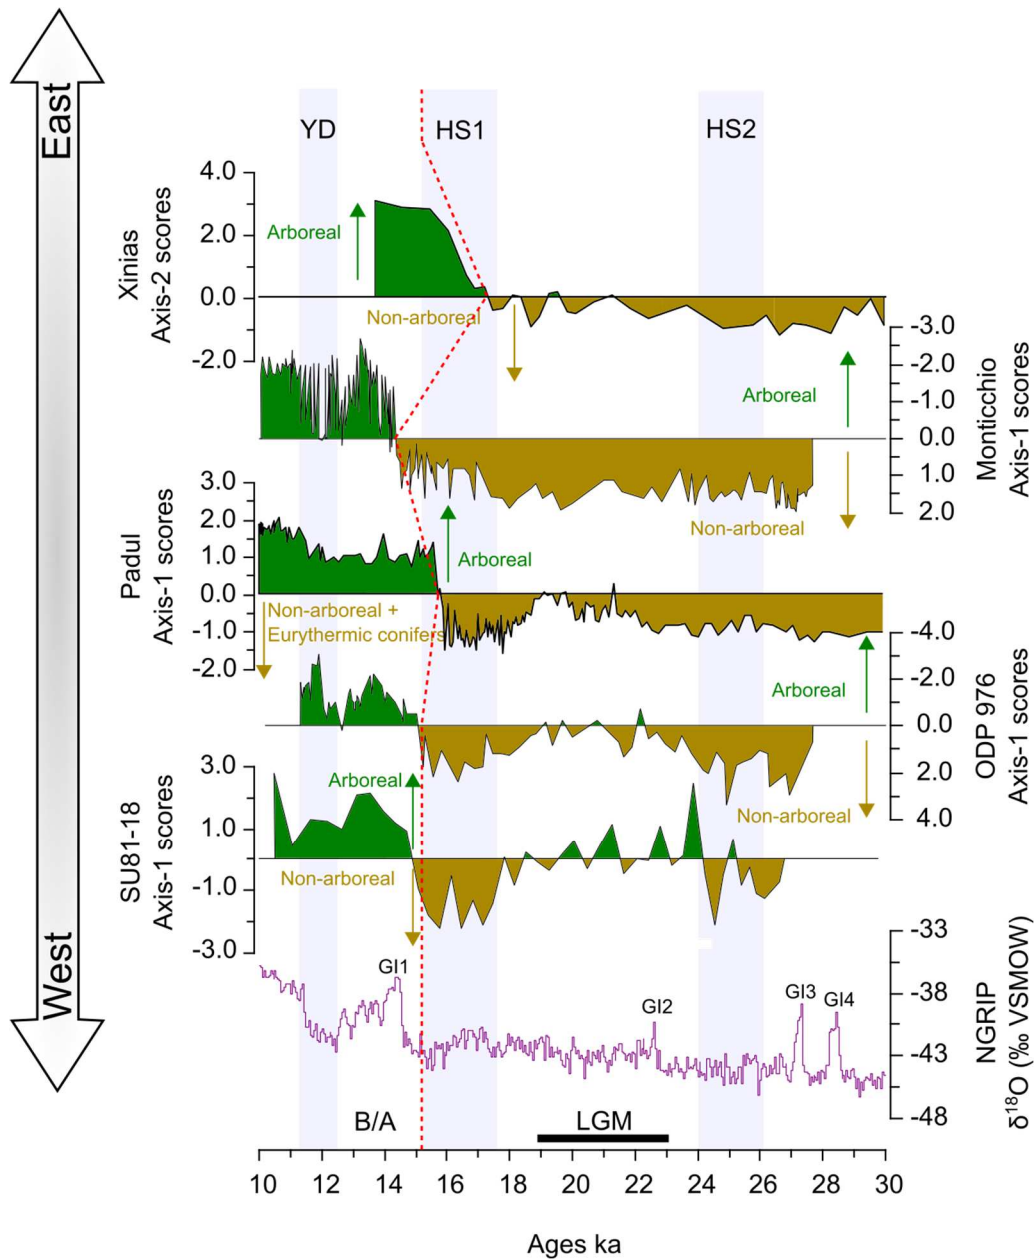 East
West
YD
HS1
HS2
Xinias
Axis-2 scores
4.0
2.0
0.0
-2.0
Arboreal
Non-arboreal
Monticchio
Axis-1 scores
-3.0
-2.0
-1.0
0.0
1.0
2.0
Arboreal
Non-arboreal
Padul
Axis-1 scores
3.0
2.0
1.0
0.0
-1.0
-2.0
Arboreal
Non-arboreal +
Eurythermic conifers
ODP 976
Axis-1 scores
-4.0
-2.0
0.0
2.0
4.0
Arboreal
Non-arboreal
SU81-18
Axis-1 scores
3.0
1.0
-1.0
-3.0
Arboreal
Non-arboreal
NGRIP
δ¹⁸O (‰ VSMOW)
-33
-38
-43
-48
GI1
GI2
GI3
GI4
B/A
LGM
10 12 14 16 18 20 22 24 26 28 30
Ages ka